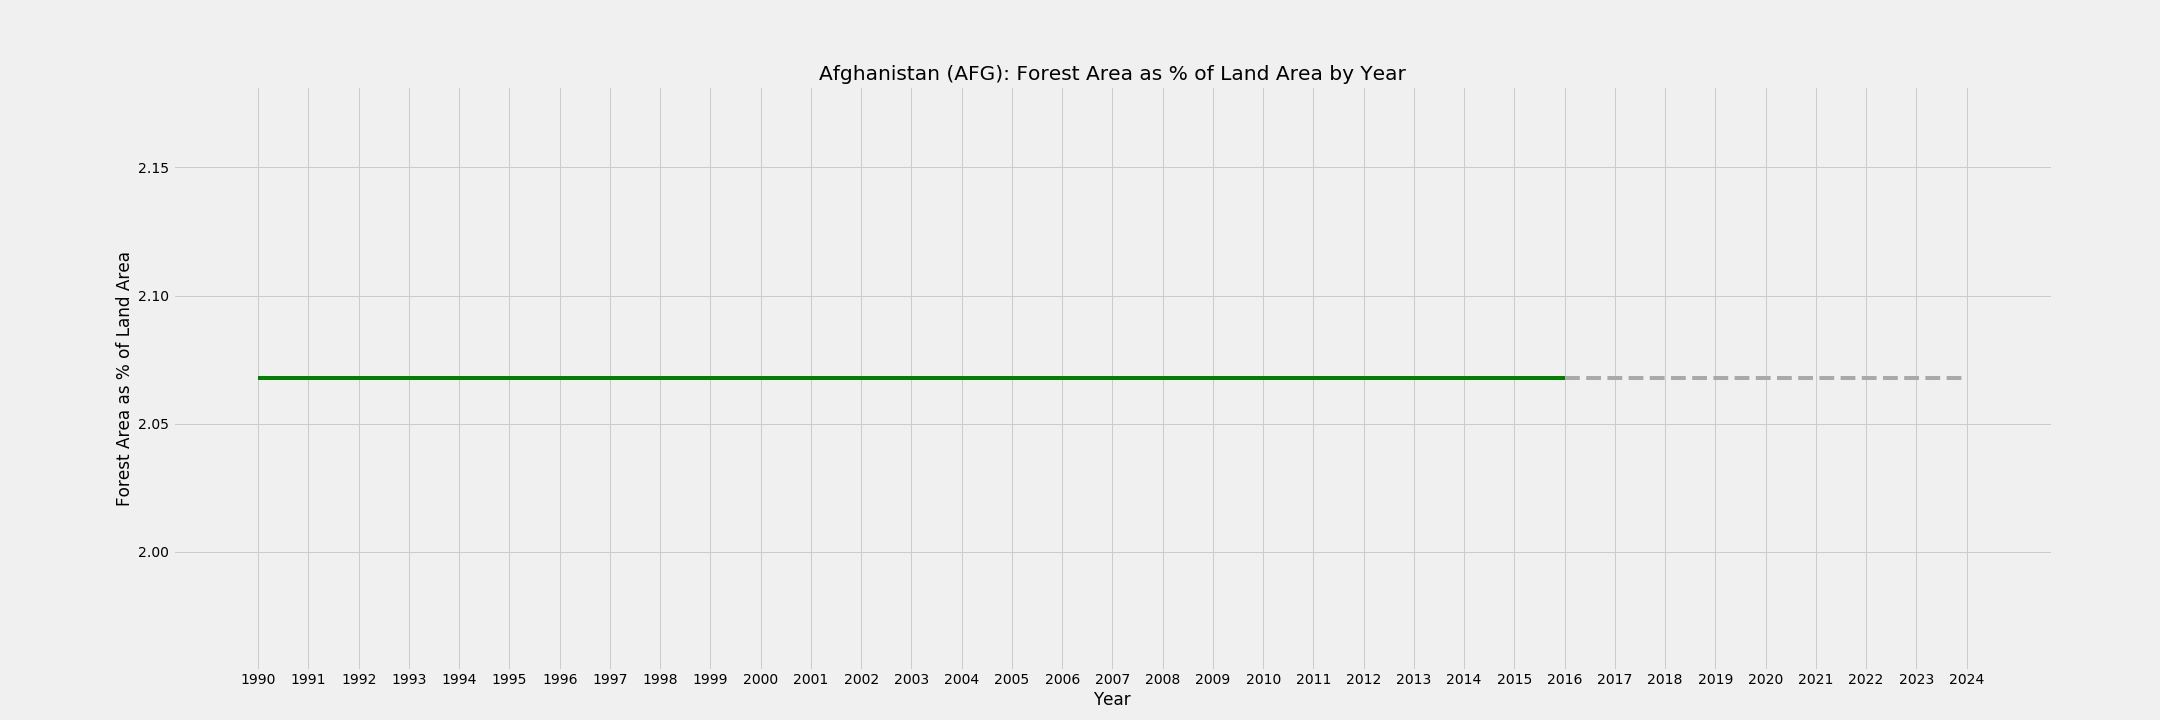 Afghanistan (AFG): Forest Area as % of Land Area by Year
Forest Area as % of Land Area
2.15
2.10
2.05
2.00
1990 1991 1992 1993 1994 1995 1996 1997 1998 1999 2000 2001 2002 2003 2004 2005 2006 2007 2008 2009 2010 2011 2012 2013 2014 2015 2016 2017 2018 2019 2020 2021 2022 2023 2024
Year